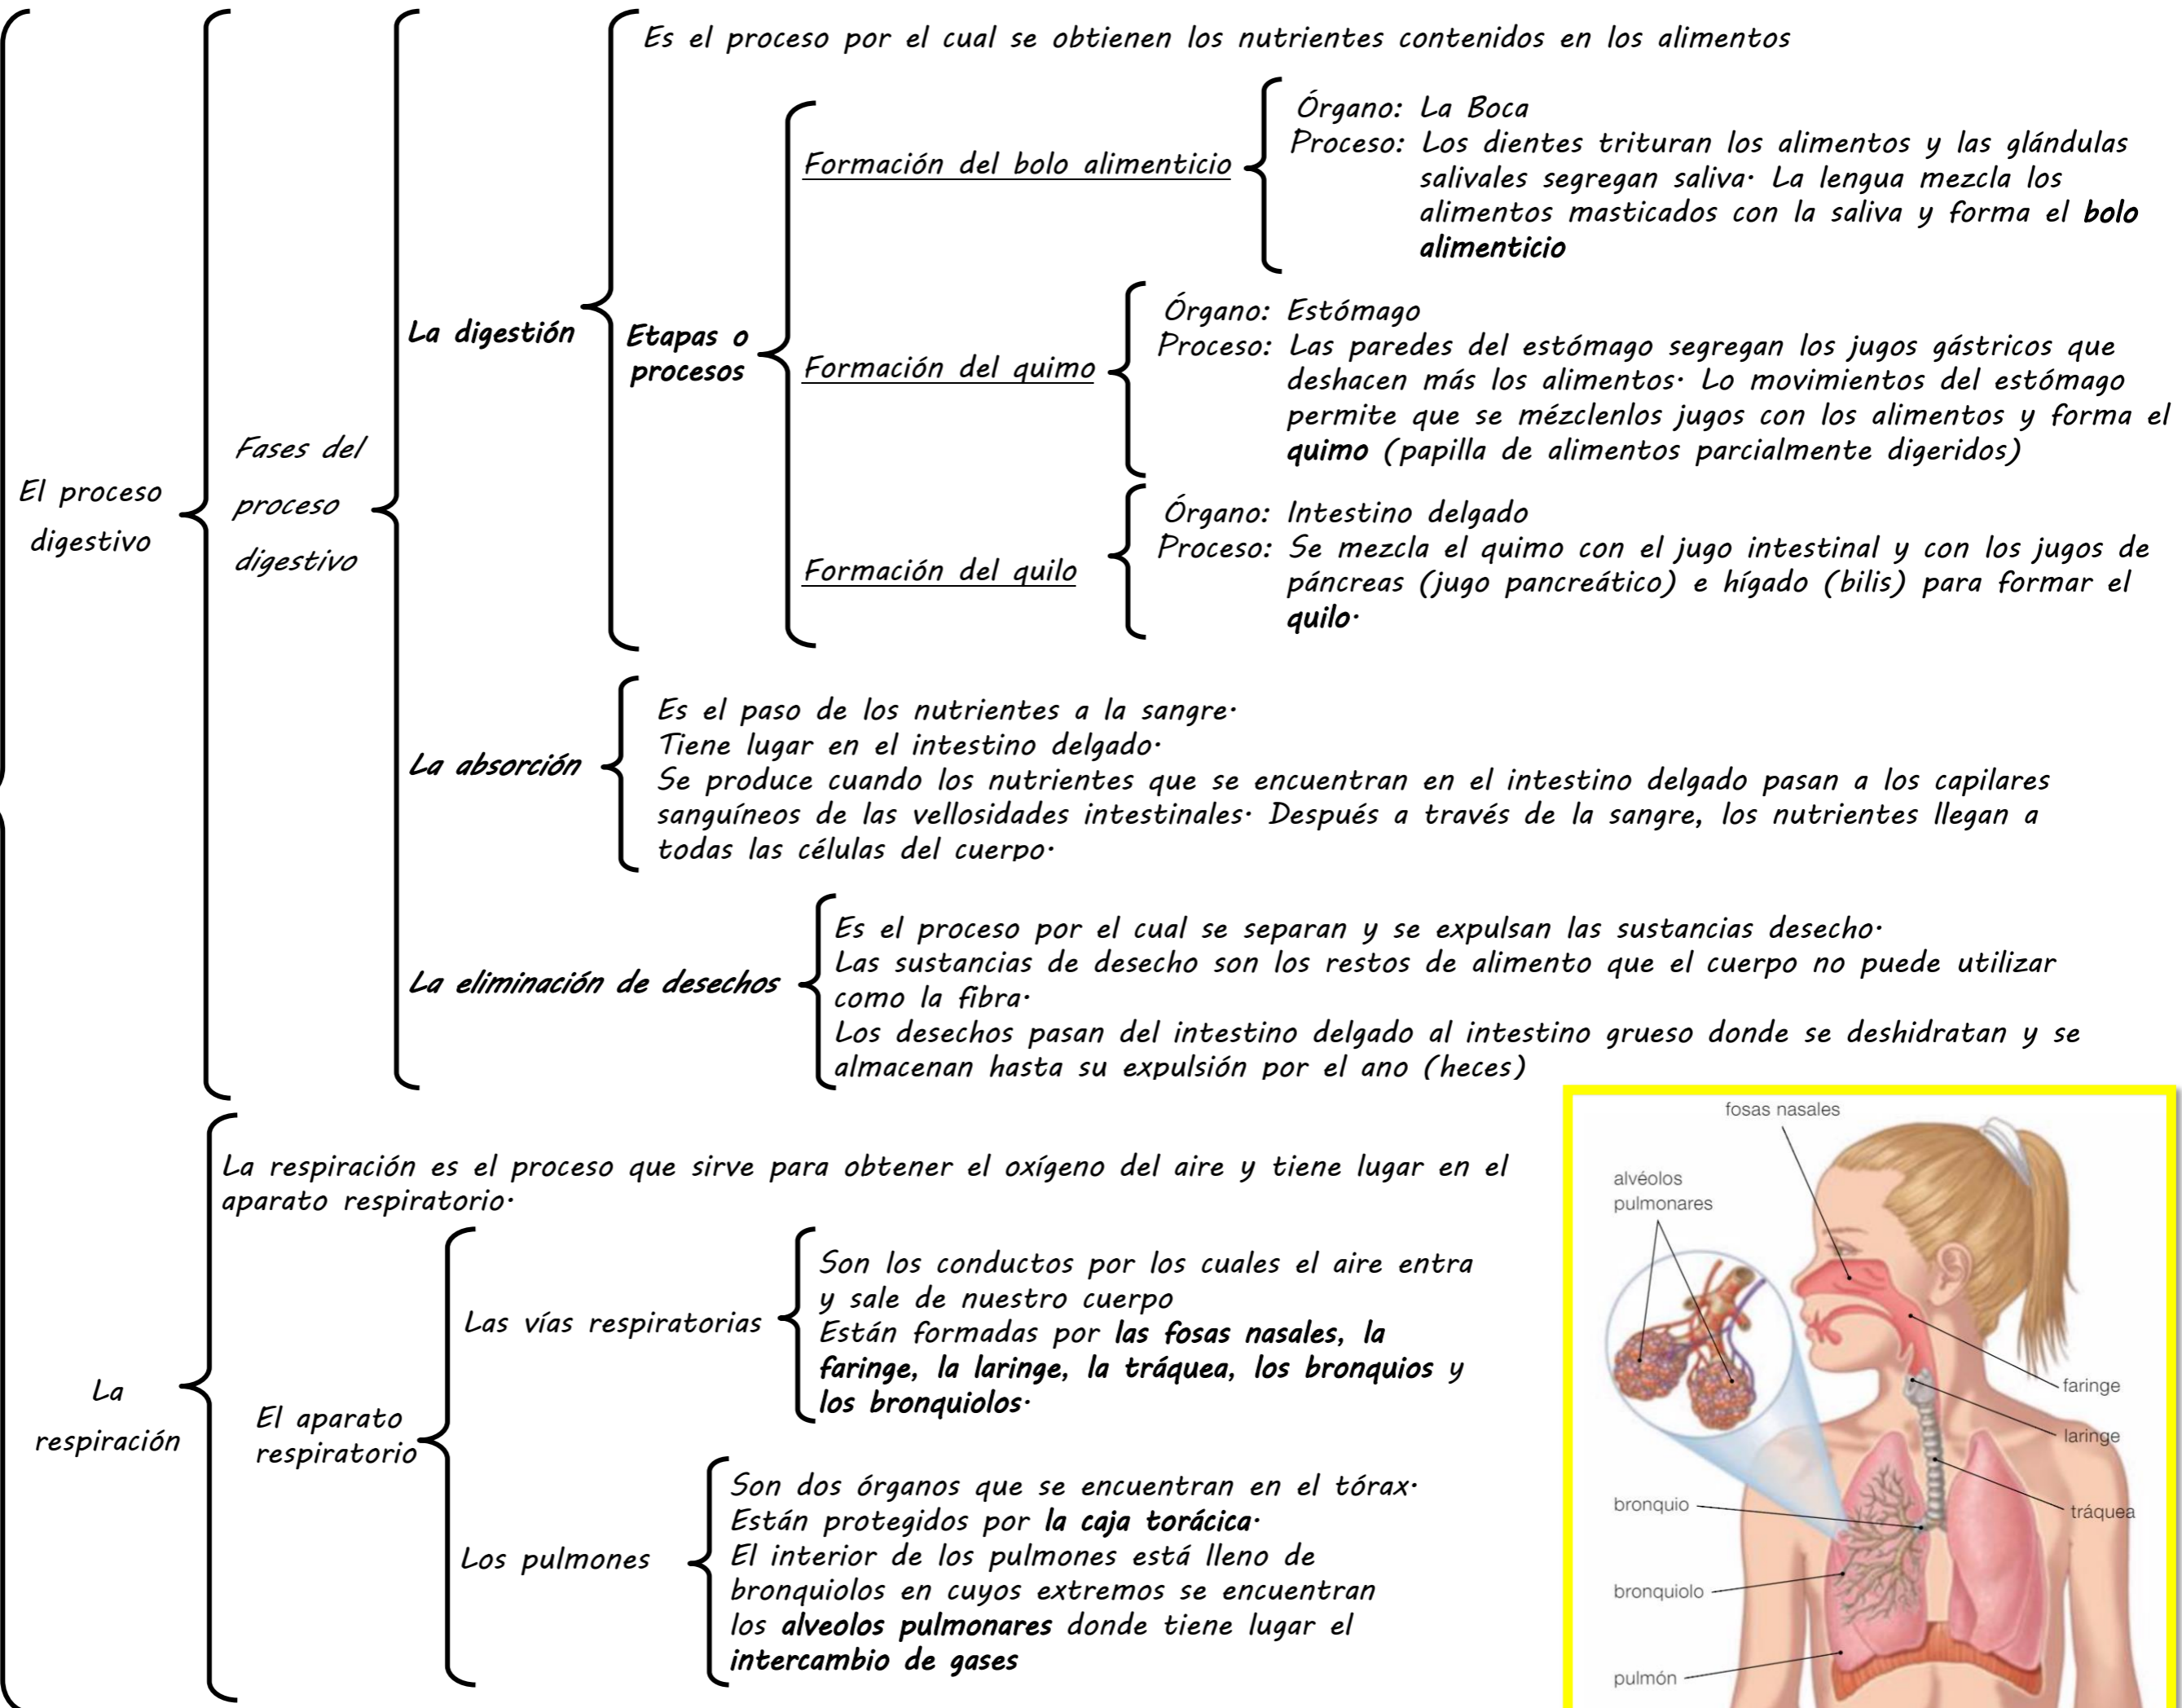 Es el proceso por el cual se obtienen los nutrientes contenidos en los alimentos
Órgano: La Boca
Proceso: Los dientes trituran los alimentos y las glándulas
salivales segregan saliva· La lengua mezcla los
alimentos masticados con la saliva y forma el bolo
alimenticio
Formación del bolo alimenticio
Órgano: Estómago
Proceso: Las paredes del estómago segregan los jugos gástricos que
deshacen más los alimentos· Lo movimientos del estómago
permite que se mézclenlos jugos con los alimentos y forma el
quimo (papilla de alimentos parcialmente digeridos)
La digestión
Etapas o
procesos
Formación del quimo
Fases del
proceso
digestivo
El proceso
digestivo
Órgano: Intestino delgado
Proceso: Se mezcla el quimo con el jugo intestinal y con los jugos de
páncreas (jugo pancreático) e hígado (bilis) para formar el
quilo·
Formación del quilo
La absorción
Es el paso de los nutrientes a la sangre·
Tiene lugar en el intestino delgado·
Se produce cuando los nutrientes que se encuentran en el intestino delgado pasan a los capilares
sanguíneos de las vellosidades intestinales· Después a través de la sangre, los nutrientes llegan a
todas las células del cuerpo·
La eliminación de desechos
Es el proceso por el cual se separan y se expulsan las sustancias desecho·
Las sustancias de desecho son los restos de alimento que el cuerpo no puede utilizar
como la fibra·
Los desechos pasan del intestino delgado al intestino grueso donde se deshidratan y se
almacenan hasta su expulsión por el ano (heces)
La
respiración
La respiración es el proceso que sirve para obtener el oxígeno del aire y tiene lugar en el
aparato respiratorio·
El aparato
respiratorio
Las vías respiratorias
Son los conductos por los cuales el aire entra
y sale de nuestro cuerpo
Están formadas por las fosas nasales, la
faringe, la laringe, la tráquea, los bronquios y
los bronquiolos·
Los pulmones
Son dos órganos que se encuentran en el tórax·
Están protegidos por la caja torácica·
El interior de los pulmones está lleno de
bronquiolos en cuyos extremos se encuentran
los alveolos pulmonares donde tiene lugar el
intercambio de gases
fosas nasales
alvéolos
pulmonares
faringe
laringe
bronquio
tráquea
bronquiolo
pulmón